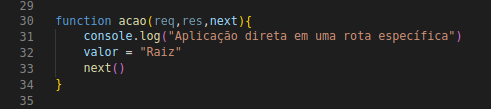 29
30 function acao(req,res,next){
31 console.log("Aplicação direta em uma rota específica")
32 valor = "Raiz"
33 next()
34 }
35